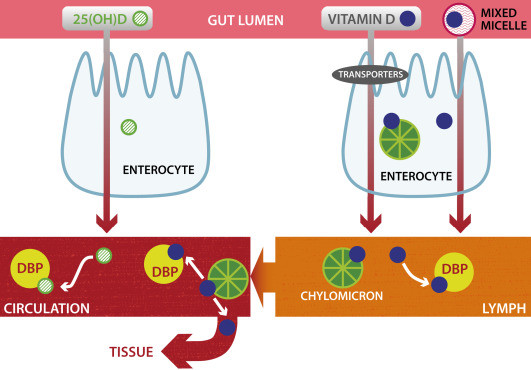 25(OH)D
GUT LUMEN
VITAMIN D
MIXED
MICELLE
TRANSPORTERS
ENTEROCYTE
ENTEROCYTE
DBP
DBP
DBP
CHYLOMICRON
CIRCULATION
LYMPH
TISSUE